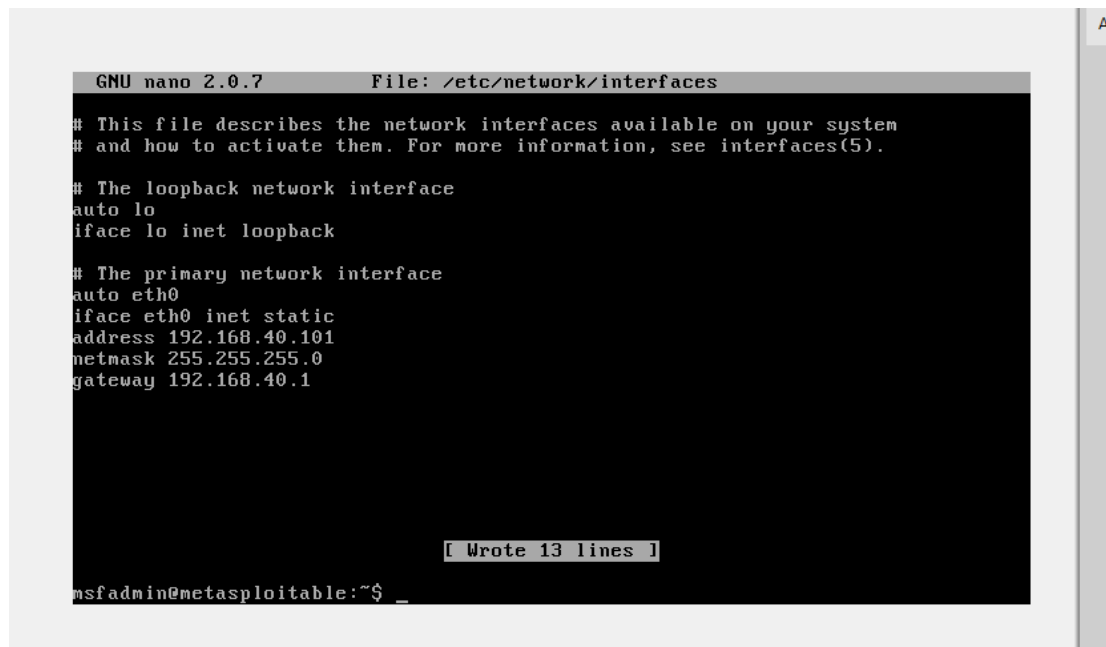 GNU nano 2.0.7 File: /etc/network/interfaces
# This file describes the network interfaces available on your system
# and how to activate them. For more information, see interfaces(5).
# The loopback network interface
auto lo
iface lo inet loopback
# The primary network interface
auto eth0
iface eth0 inet static
address 192.168.40.101
netmask 255.255.255.0
gateway 192.168.40.1
[ Wrote 13 lines ]
msfadmin@metasploitable:~$ _